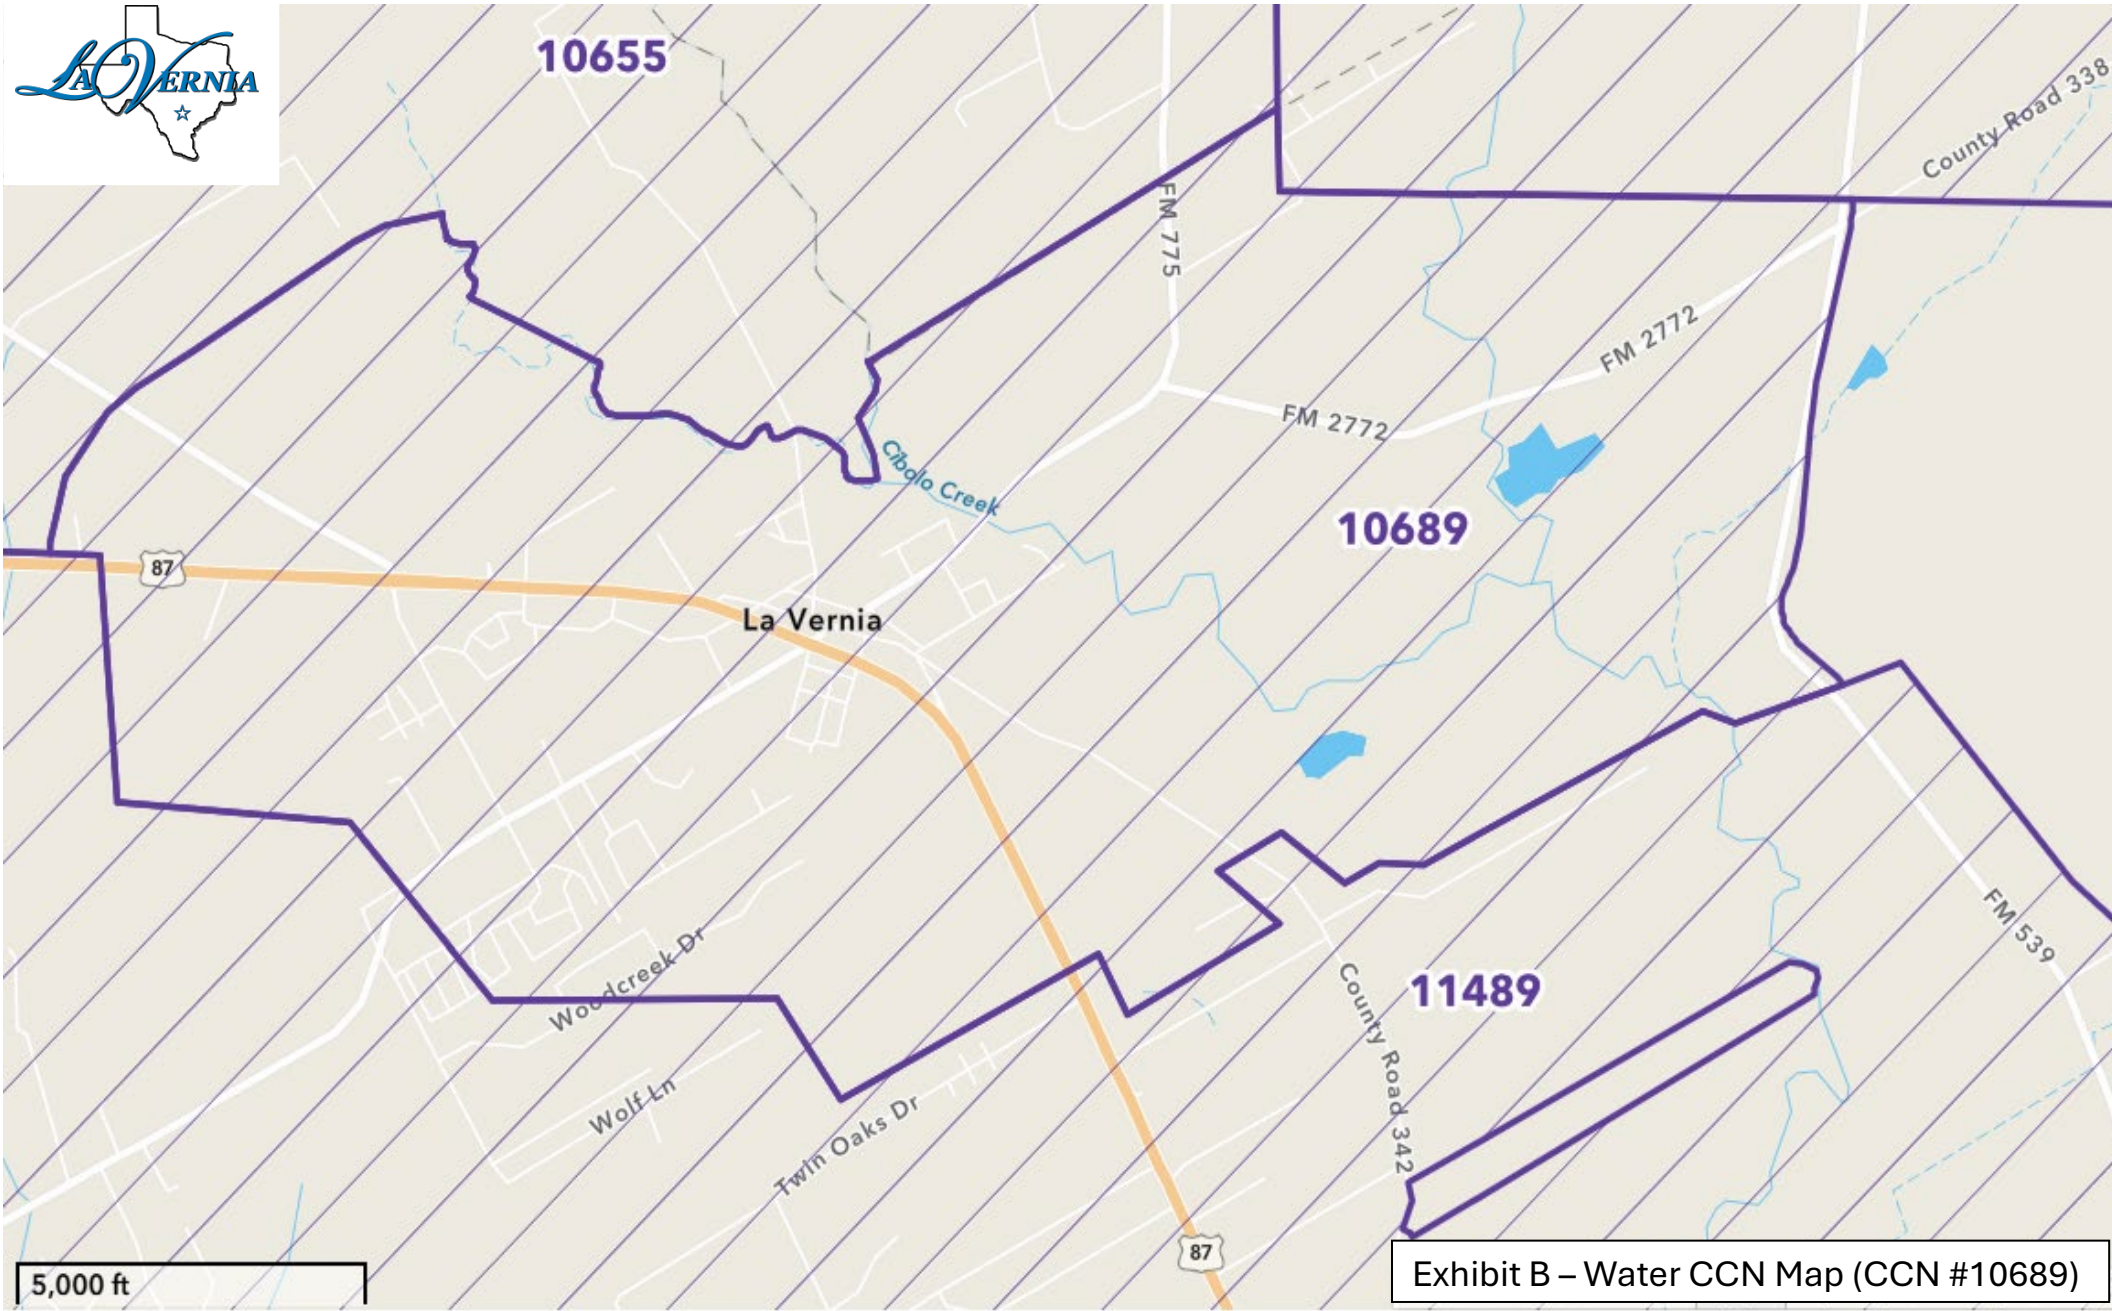 LA VERNIA
10655
County Road 338
FM 775
FM 2772
FM 2772
Cibolo Creek
10689
87
La Vernia
FM 539
Woodcreek Dr
11489
County Road 342
Wolf Ln
Twin Oaks Dr
87
5,000 ft
Exhibit B – Water CCN Map (CCN #10689)